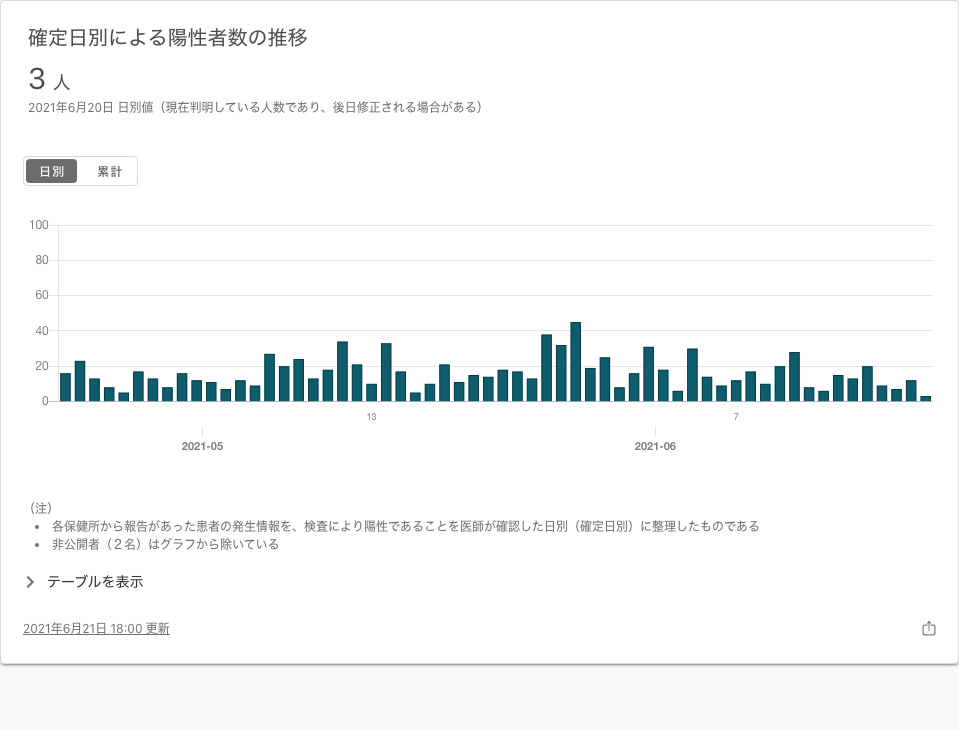 確定日別による陽性者数の推移
3 人
2021年6月20日 日別値（現在判明している人数であり、後日修正される場合がある）
日別 累計
100
80
60
40
20
0
13 7
2021-05 2021-06
（注）
• 各保健所から報告があった患者の発生情報を、検査により陽性であることを医師が確認した日別（確定日別）に整理したものである
• 非公開者（２名）はグラフから除いている
テーブルを表示
2021年6月21日 18:00 更新